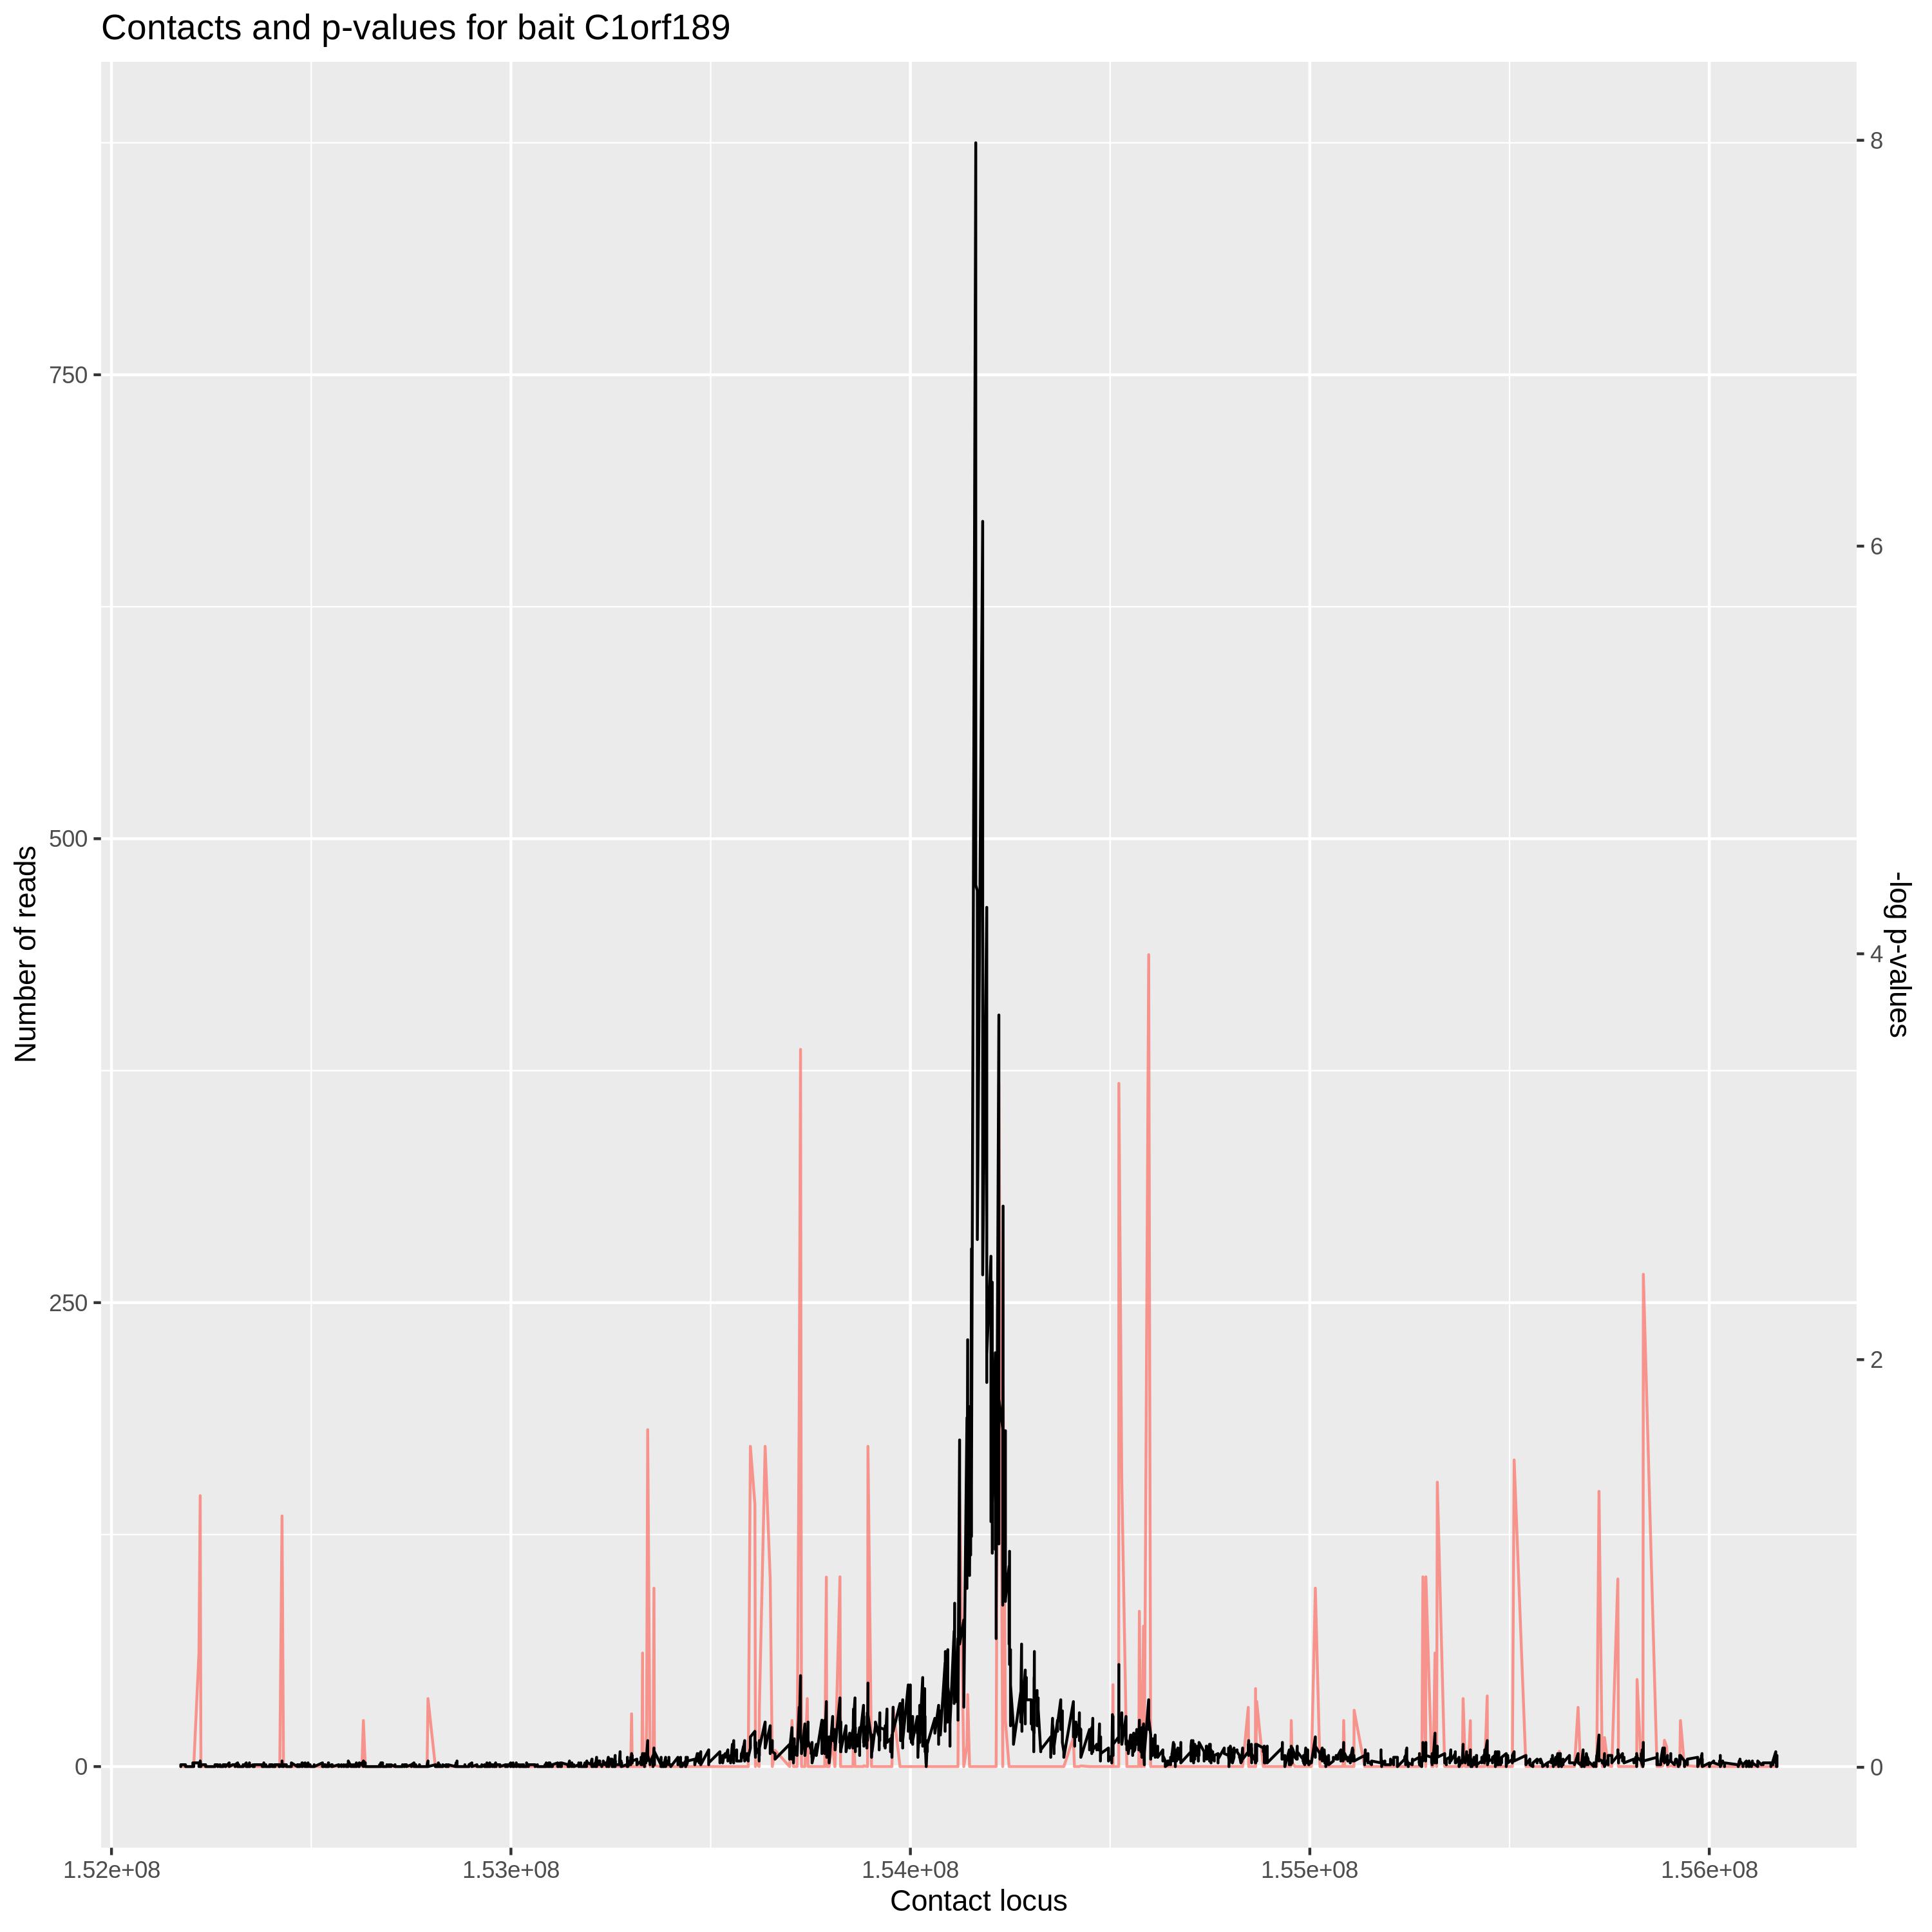 Contacts and p-values for bait C1orf189
Number of reads
750
500
250
0
8
6
4
2
0
-log p-values
1.52e+08
1.53e+08
1.54e+08
1.55e+08
1.56e+08
Contact locus